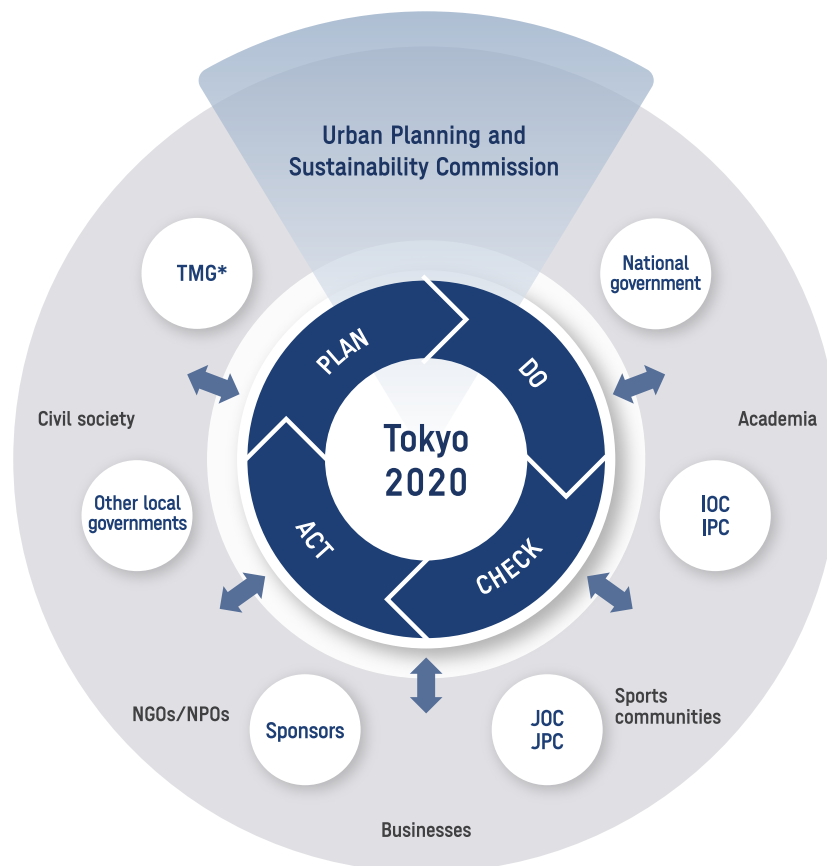 Urban Planning and
Sustainability Commission
TMG*
National
government
PLAN
DO
Civil society
Academia
Tokyo
2020
Other local
governments
IOC
IPC
ACT
CHECK
NGOs/NPOs
Sponsors
JOC
JPC
Sports
communities
Businesses